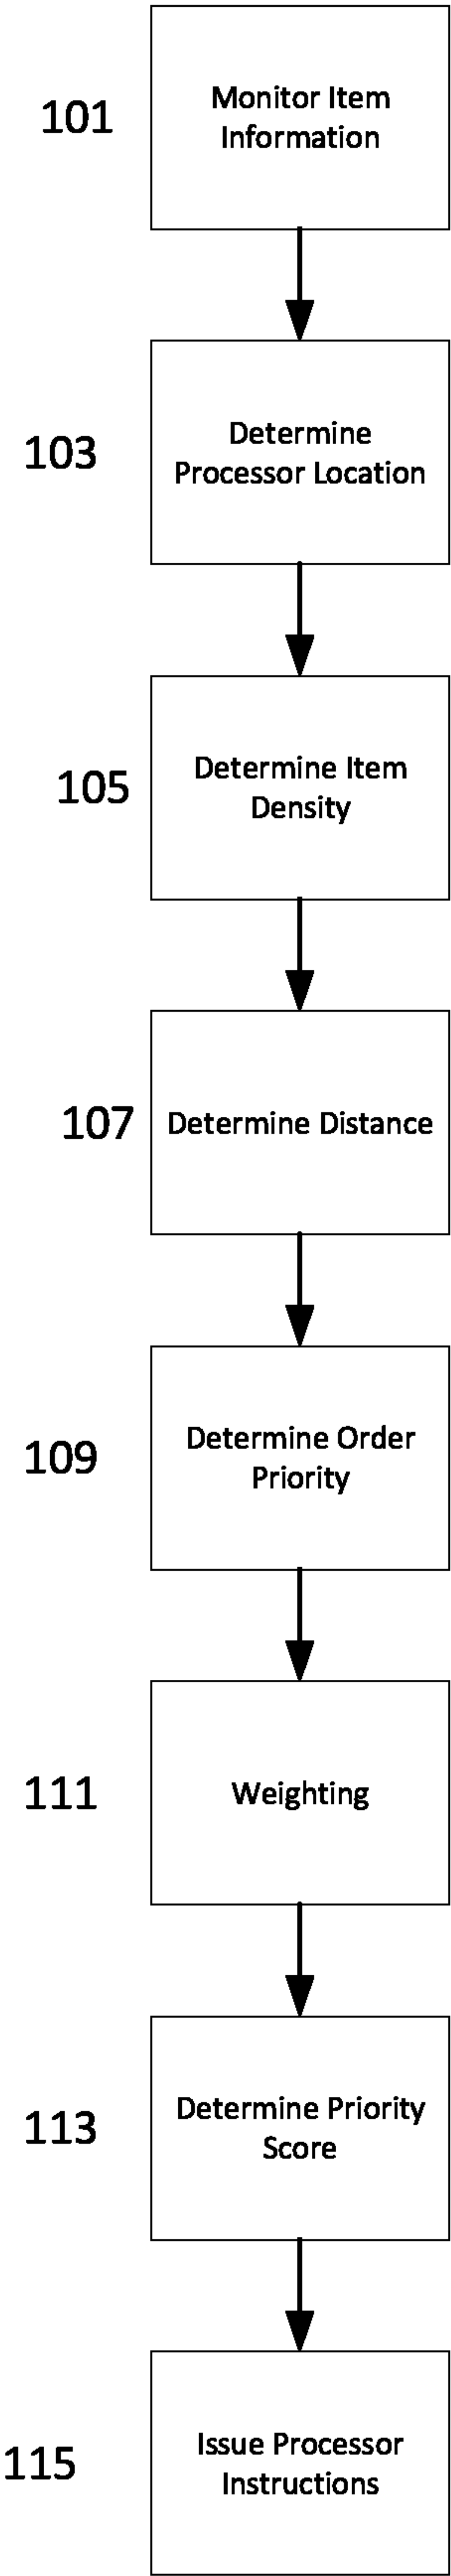 101
Monitor Item
Information
103
Determine
Processor Location
105
Determine Item
Density
107
Determine Distance
109
Determine Order
Priority
111
Weighting
113
Determine Priority
Score
115
Issue Processor
Instructions